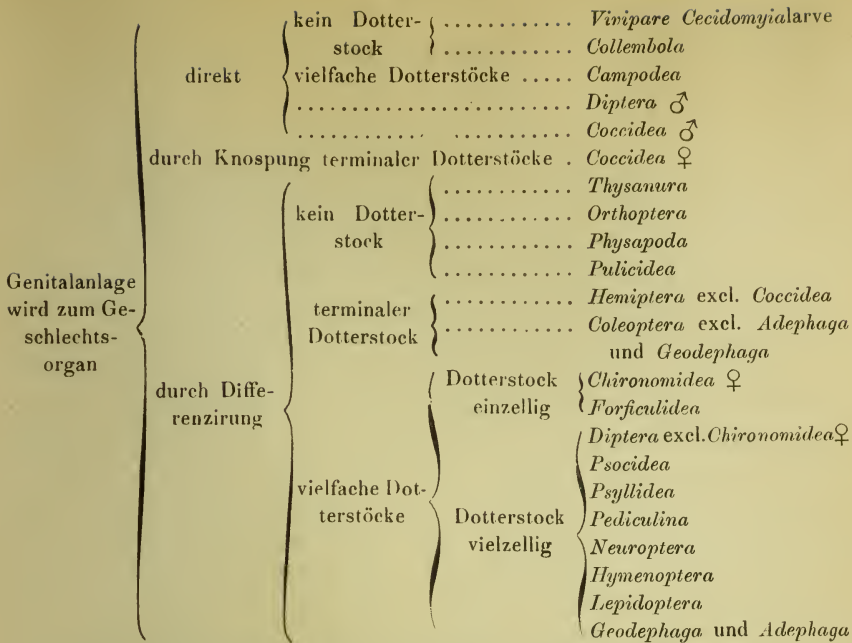 kein Dotter- ............ Vivipare Cecidomyialarve
stock ............ Collembola
direkt vielfache Dotterstöcke ..... Campodea
........................ Diptera ♂
............ ............ Coccidea ♂
durch Knospung terminaler Dotterstöcke . Coccidea ♀
............ Thysanura
kein Dotter- ............ Orthoptera
stock ............ Physapoda
............ Pulicidea
Genitalanlage
wird zum Ge-
schlechts-
organ
terminaler ............ Hemiptera excl. Coccidea
Dotterstock ............ Coleoptera excl. Adephaga
und Geodephaga
durch Diffe-
renzirung
Dotterstock Chironomidea ♀
einzellig Forficulidea
vielfache Dot-
terstöcke
Dotterstock
vielzellig
Diptera excl. Chironomidea ♀
Psocidea
Psyllidea
Pediculina
Neuroptera
Hymenoptera
Lepidoptera
Geodephaga und Adephaga